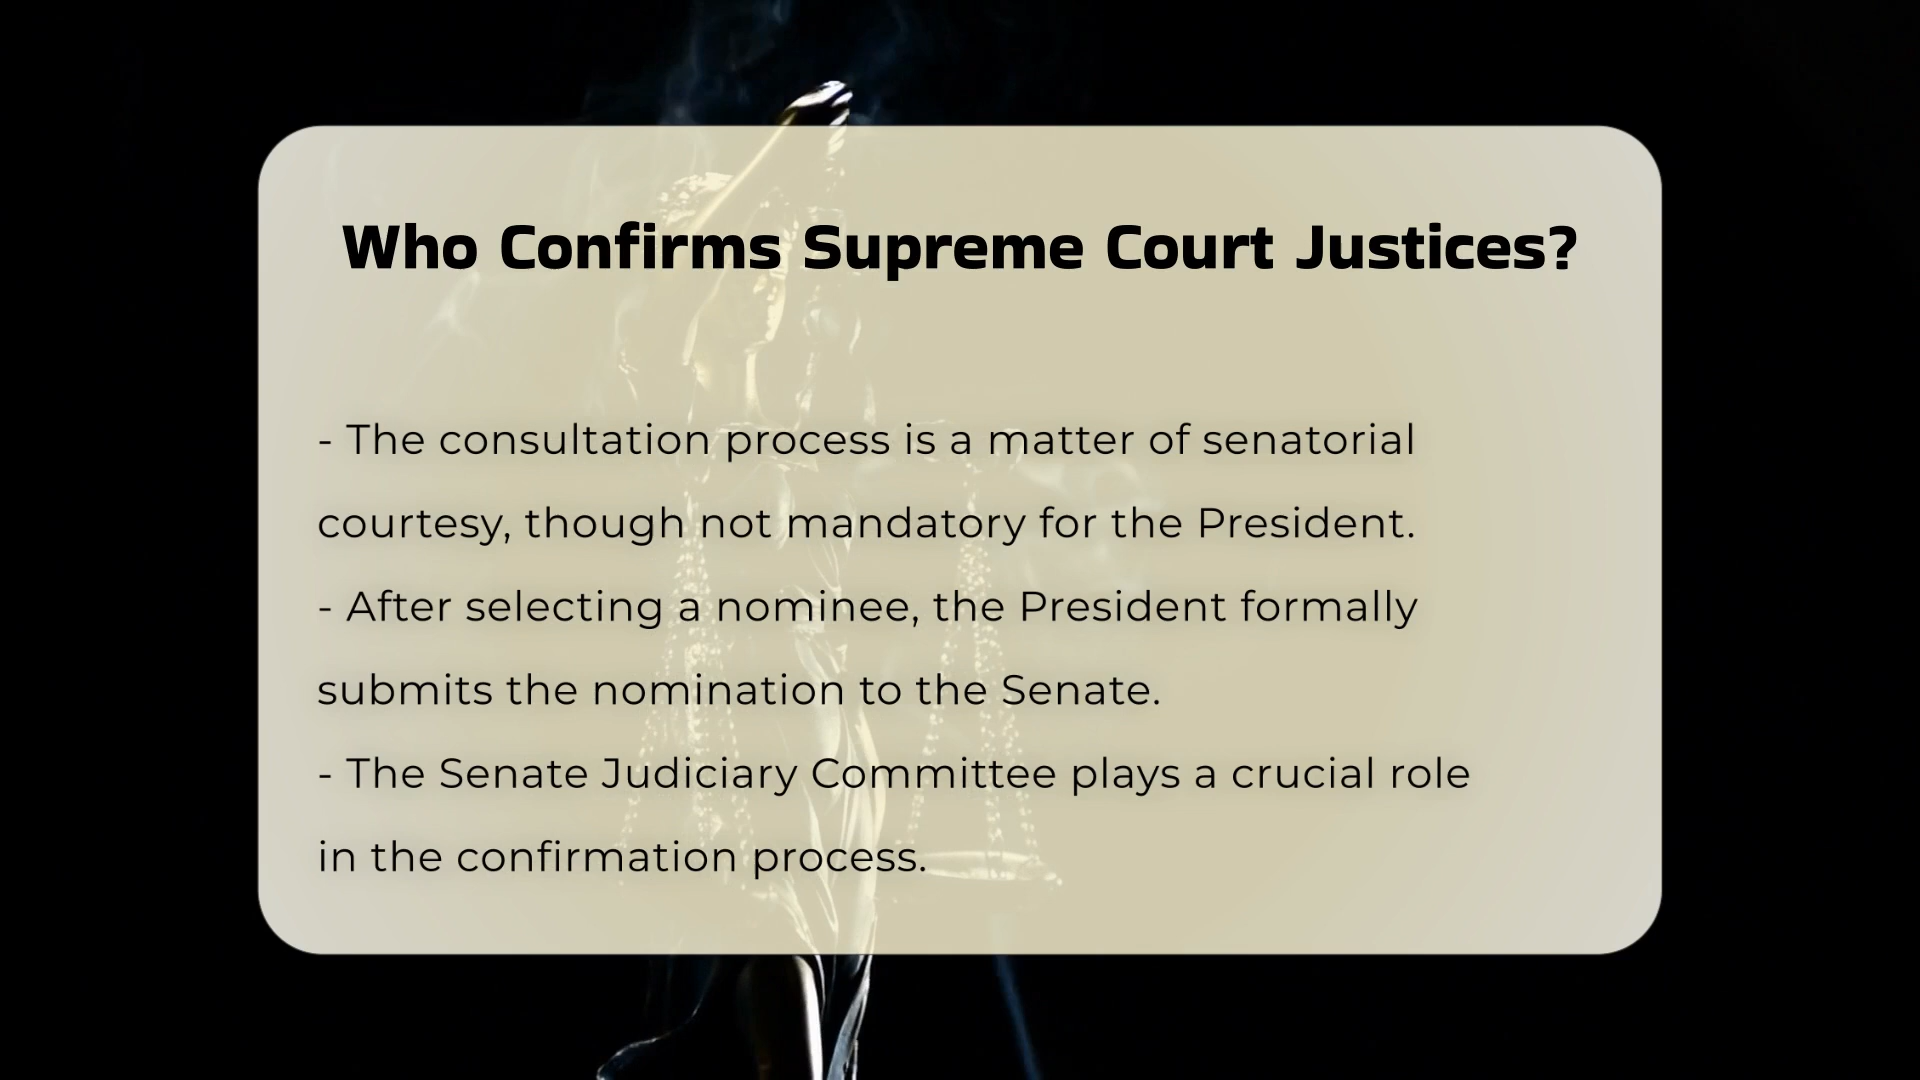 Who Confirms Supreme Court Justices?
- The consultation process is a matter of senatorial
courtesy, though not mandatory for the President.
- After selecting a nominee, the President formally
submits the nomination to the Senate.
- The Senate Judiciary Committee plays a crucial role
in the confirmation process.